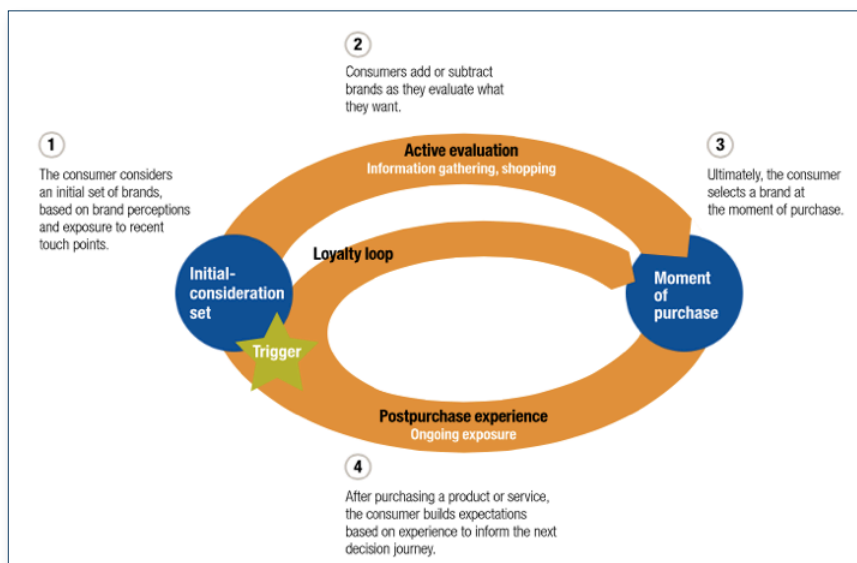 1
The consumer considers
an initial set of brands,
based on brand perceptions
and exposure to recent
touch points.
2
Consumers add or subtract
brands as they evaluate what
they want.
3
Ultimately, the consumer
selects a brand at
the moment of purchase.
Active evaluation
Information gathering, shopping
Loyalty loop
Initial-
consideration
set
Trigger
Moment
of
purchase
Postpurchase experience
Ongoing exposure
4
After purchasing a product or service,
the consumer builds expectations
based on experience to inform the next
decision journey.